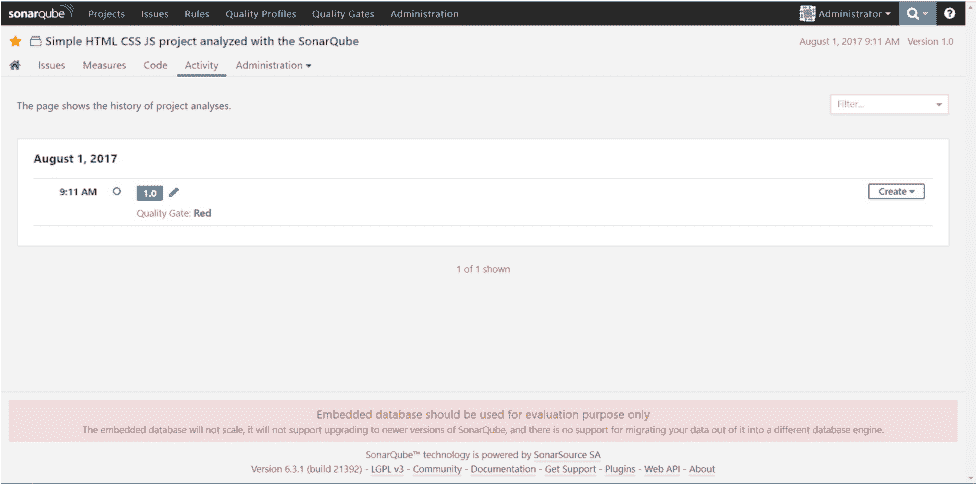 sonarqube Projects Issues Rules Quality Profiles Quality Gates Administration Administrator
Simple HTML CSS JS project analyzed with the SonarQube August 1, 2017 9:11 AM Version 1.0
Issues Measures Code Activity Administration
The page shows the history of project analyses. Filter...
August 1, 2017
9:11 AM 1.0 Create
Quality Gate: Red
1 of 1 shown
Embedded database should be used for evaluation purpose only
The embedded database will not scale, it will not support upgrading to newer versions of SonarQube, and there is no support for migrating your data out of it into a different database engine.
SonarQube™ technology is powered by SonarSource SA
Version 6.3.1 (build 21392) - LGPL v3 - Community - Documentation - Get Support - Plugins - Web API - About